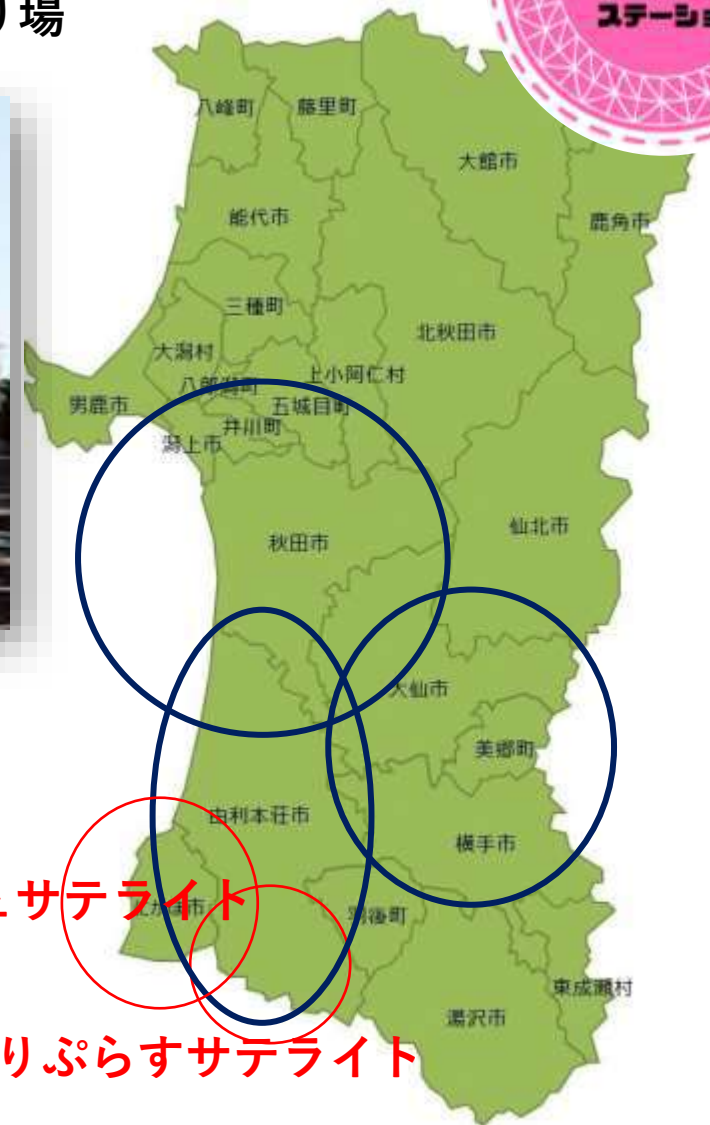 り場
ステーショ
八峰町
藤里町
大館市
能代市
鹿角市
三種町
北秋田市
大潟村
上小阿仁村
八郎潟町
男鹿市
五城目町
井川町
潟上市
秋田市
仙北市
大仙市
美郷町
由利本荘市
横手市
サテライト
にかほ市
羽後町
東成瀬村
湯沢市
りぷらすサテライト